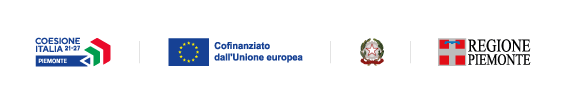 COESIONE
ITALIA 21-27
PIEMONTE
Cofinanziato
dall'Unione europea
REGIONE
PIEMONTE